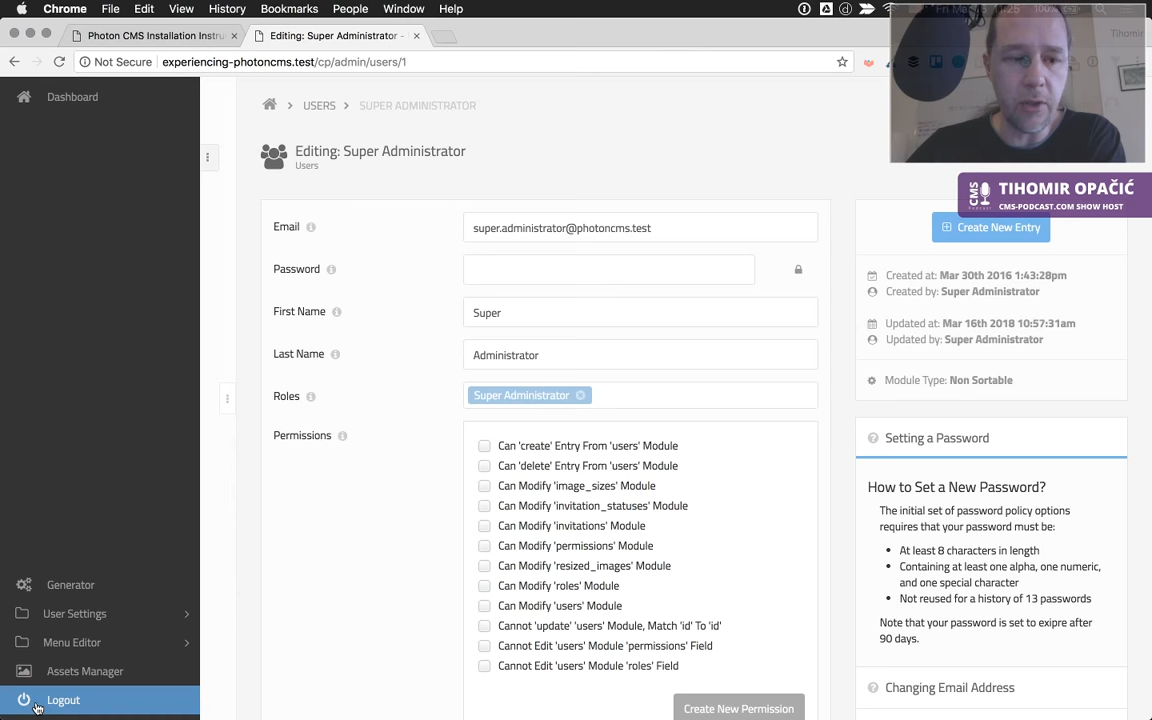 Chrome File Edit View History Bookmarks People Window Help
Photon CMS Installation Instru
Editing: Super Administrator -
Tihomir
Not Secure experiencing-photoncms.test/cp/admin/users/1
Dashboard
USERS SUPER ADMINISTRATOR
Editing: Super Administrator
Users
CMS
Podcast
TIHOMIR OPAČIĆ
CMS-PODCAST.COM SHOW HOST
Email
super.administrator@photoncms.test
Password
First Name
Super
Last Name
Administrator
Roles
Super Administrator
Permissions
Can 'create' Entry From 'users' Module
Can 'delete' Entry From 'users' Module
Can Modify 'image_sizes' Module
Can Modify 'invitation_statuses' Module
Can Modify 'invitations' Module
Can Modify 'permissions' Module
Can Modify 'resized_images' Module
Can Modify 'roles' Module
Can Modify 'users' Module
Cannot 'update' 'users' Module, Match 'id' To 'id'
Cannot Edit 'users' Module 'permissions' Field
Cannot Edit 'users' Module 'roles' Field
Create New Permission
Create New Entry
Created at: Mar 30th 2016 1:43:28pm
Created by: Super Administrator
Updated at: Mar 16th 2018 10:57:31am
Updated by: Super Administrator
Module Type: Non Sortable
Setting a Password
How to Set a New Password?
The initial set of password policy options
requires that your password must be:
At least 8 characters in length
Containing at least one alpha, one numeric,
and one special character
Not reused for a history of 13 passwords
Note that your password is set to exipre after
90 days.
Changing Email Address
Generator
User Settings
Menu Editor
Assets Manager
Logout